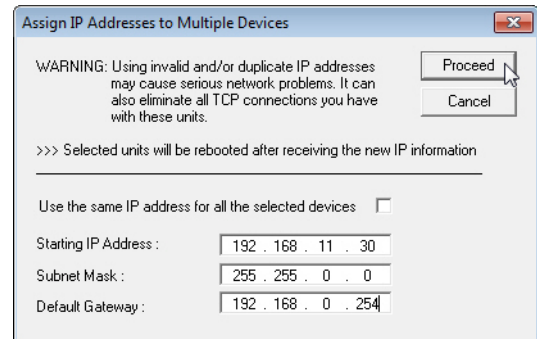 Assign IP Addresses to Multiple Devices
WARNING: Using invalid and/or duplicate IP addresses
may cause serious network problems. It can
also eliminate all TCP connections you have
with these units.
Proceed
Cancel
>>> Selected units will be rebooted after receiving the new IP information
Use the same IP address for all the selected devices
Starting IP Address :
192 . 168 . 11 . 30
Subnet Mask :
255 . 255 . 0 . 0
Default Gateway :
192 . 168 . 0 . 254